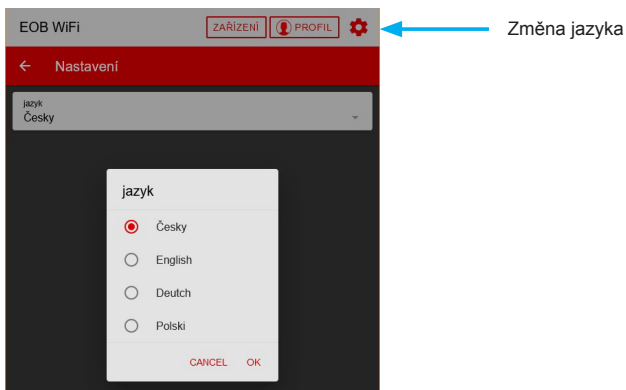 EOB WiFi ZAŘÍZENÍ PROFIL
Změna jazyka
Nastavení
jazyk
Česky
jazyk
Česky
English
Deutch
Polski
CANCEL OK